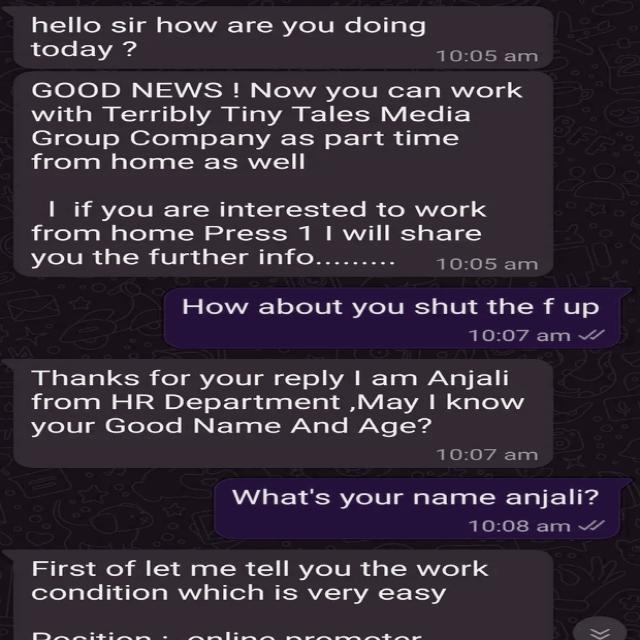 hello sir how are you doing
today ?
10:05 am
GOOD NEWS ! Now you can work
with Terribly Tiny Tales Media
Group Company as part time
from home as well
I if you are interested to work
from home Press 1 I will share
you the further info.........
10:05 am
How about you shut the f up
10:07 am
Thanks for your reply I am Anjali
from HR Department ,May I know
your Good Name And Age?
10:07 am
What's your name anjali?
10:08 am
First of let me tell you the work
condition which is very easy
Position : online promoter